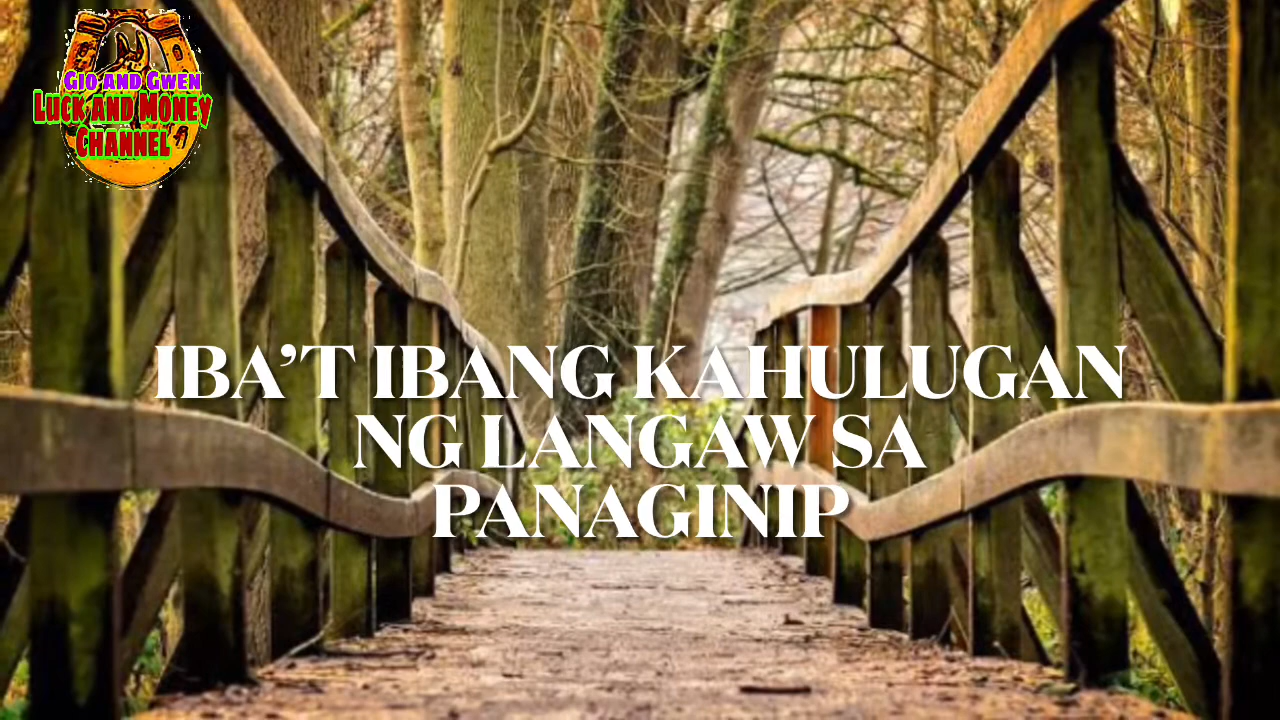 Gio and Gwen
Luck and Money
Channel
IBA’T IBANG KAHULUGAN
NG LANGAW SA
PANAGINIP